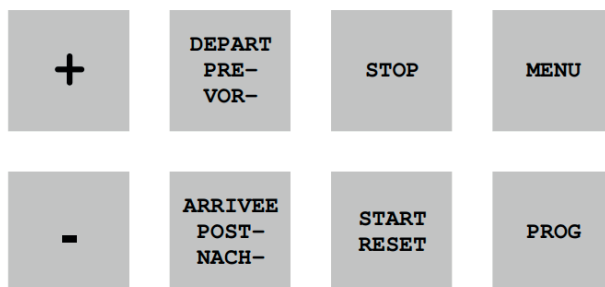 +
DEPART
PRE-
VOR-
STOP
MENU
-
ARRIVEE
POST-
NACH-
START
RESET
PROG